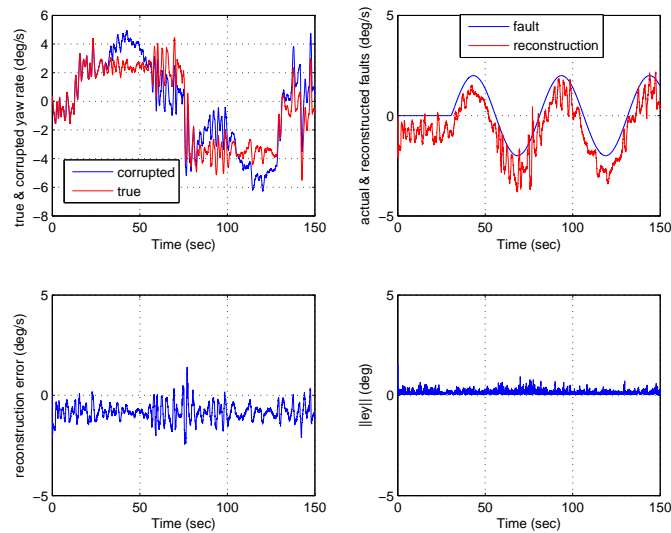 true & corrupted yaw rate (deg/s)
6
4
2
0
−2
−4
−6
−8
corrupted
true
0
50
100
150
Time (sec)
actual & reconstructed faults (deg/s)
fault
reconstruction
5
0
−5
0
50
100
150
Time (sec)
reconstruction error (deg/s)
5
0
−5
0
50
100
150
Time (sec)
||ey|| (deg)
5
0
−5
0
50
100
150
Time (sec)